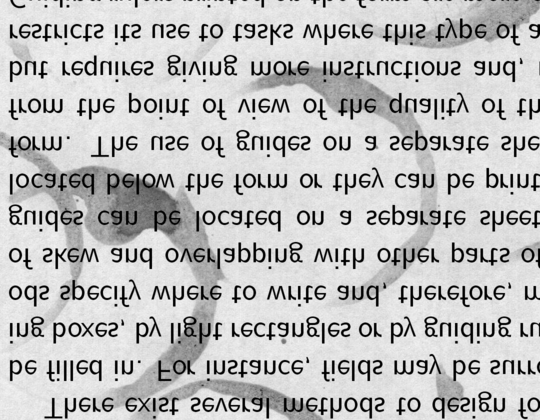 There exist several methods to design fo
be filled in. For instance, fields may be surro
ing boxes, by light rectangles or by guiding ru
ods specify where to write and, therefore, m
of skew and overlapping with other parts of
guides can be located on a separate sheet
located below the form or they can be print
form. The use of guides on a separate she
from the point of view of the quality of th
but requires giving more instructions and,
restricts its use to tasks where this type of a